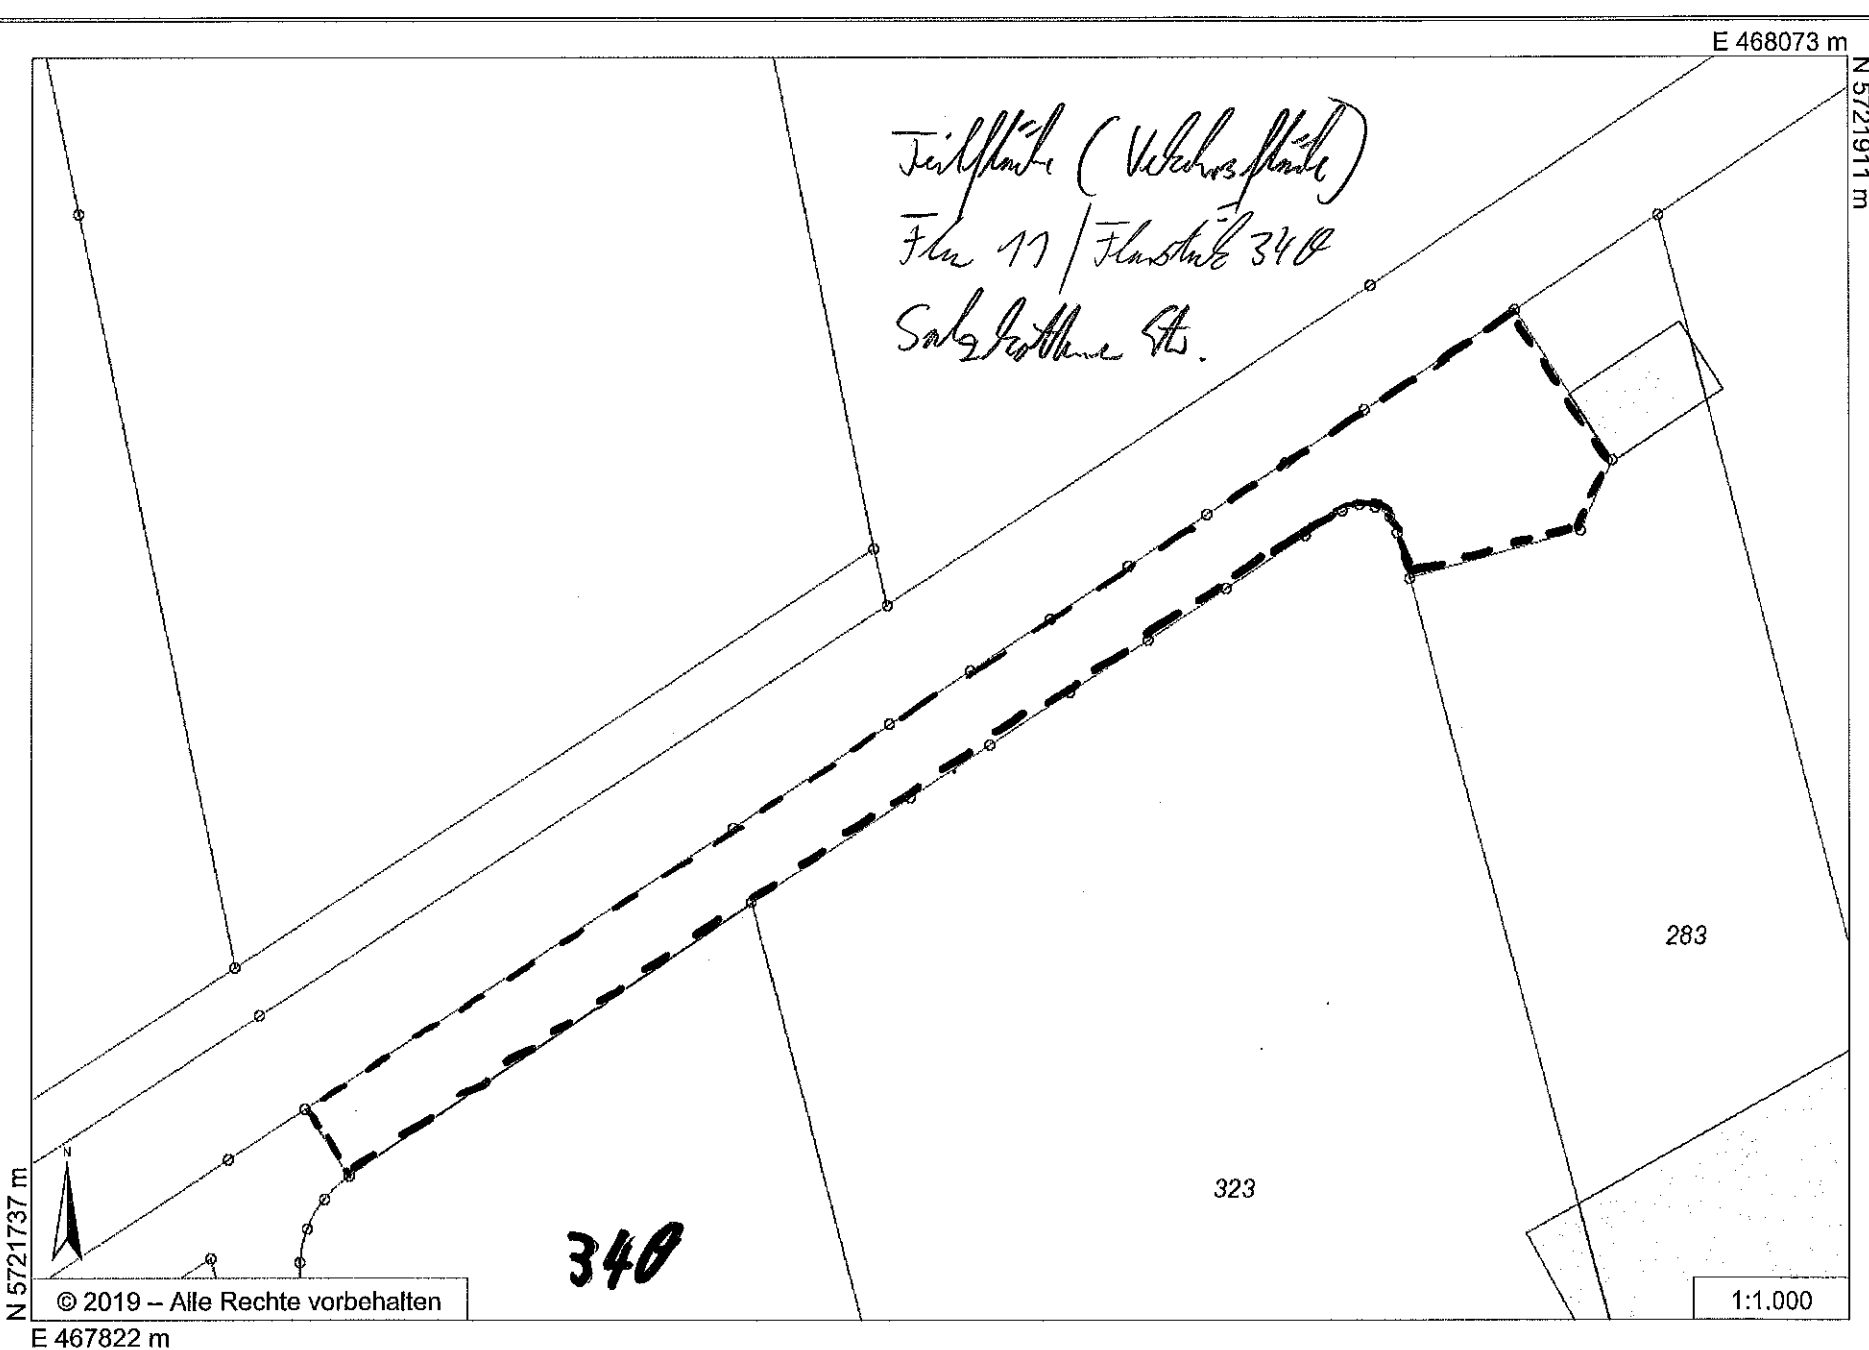 E 468073 m
N 5721911 m
Teilfläche (Verkehrsfläche)
Flur 11 / Flurstück 340
Salzkottener Str.
283
323
340
N
N 5721737 m
© 2019 – Alle Rechte vorbehalten
1:1.000
E 467822 m